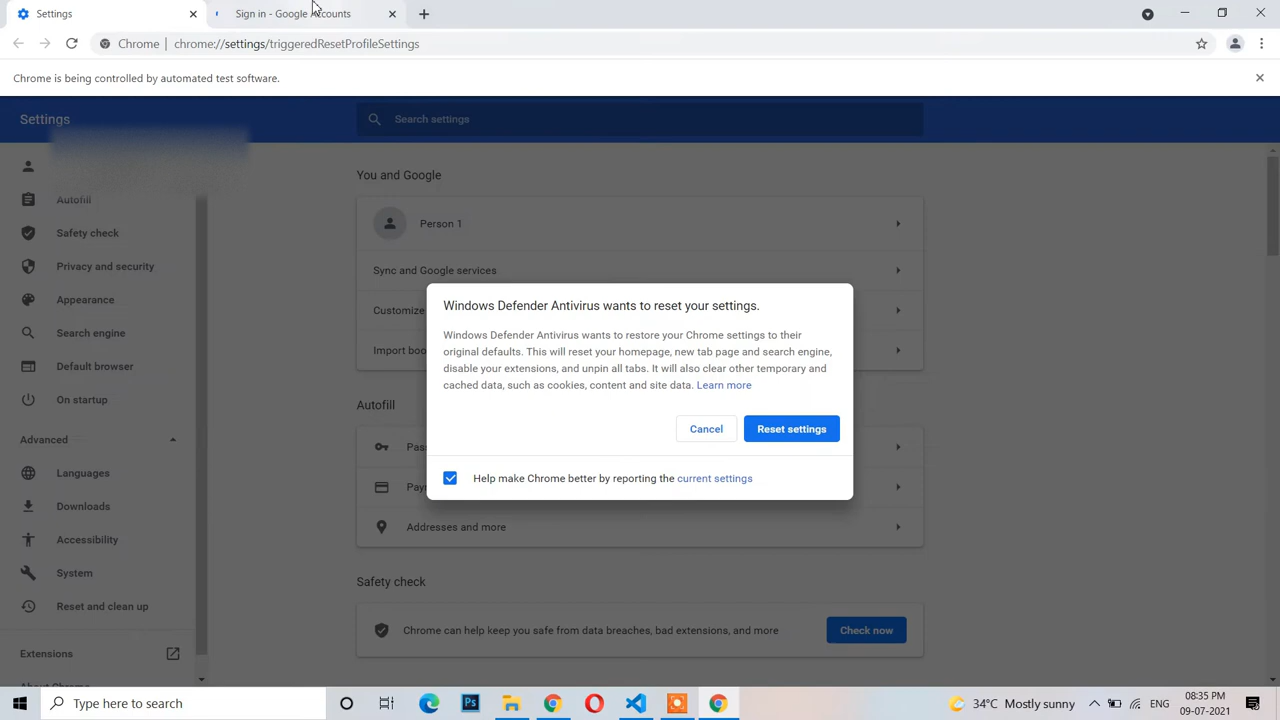 Settings
Sign in - Google Accounts
Chrome
chrome://settings/triggeredResetProfileSettings
Chrome is being controlled by automated test software.
Settings
Search settings
Autofill
Safety check
Privacy and security
Appearance
Search engine
Default browser
On startup
Advanced
Languages
Downloads
Accessibility
System
Reset and clean up
Extensions
You and Google
Person 1
Sync and Google services
Customize
Import boo
Windows Defender Antivirus wants to reset your settings.
Windows Defender Antivirus wants to restore your Chrome settings to their
original defaults. This will reset your homepage, new tab page and search engine,
disable your extensions, and unpin all tabs. It will also clear other temporary and
cached data, such as cookies, content and site data. Learn more
Cancel
Reset settings
Help make Chrome better by reporting the current settings
Autofill
Pas
Pay
Addresses and more
Safety check
Chrome can help keep you safe from data breaches, bad extensions, and more
Check now
Type here to search
Ps
34°C Mostly sunny
ENG
08:35 PM
09-07-2021